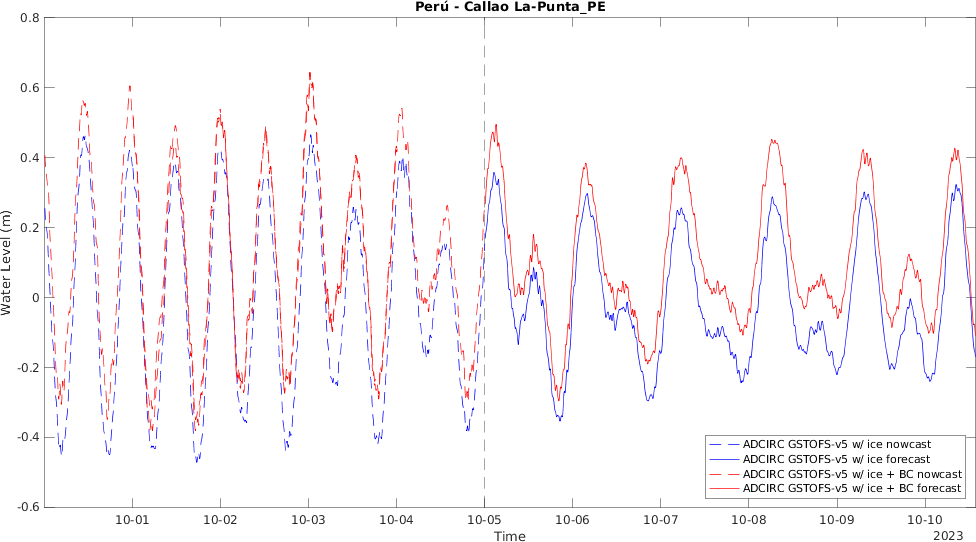 Perú - Callao La-Punta_PE
0.8
0.6
0.4
0.2
0
-0.2
-0.4
-0.6
Water Level (m)
ADCIRC GSTOFS-v5 w/ ice nowcast
ADCIRC GSTOFS-v5 w/ ice forecast
ADCIRC GSTOFS-v5 w/ ice + BC nowcast
ADCIRC GSTOFS-v5 w/ ice + BC forecast
10-01 10-02 10-03 10-04 10-05 10-06 10-07 10-08 10-09 10-10
Time
2023